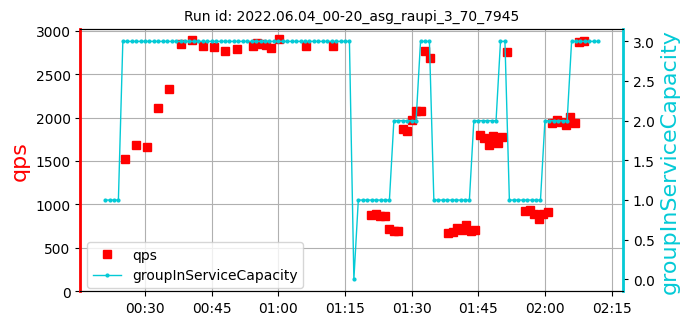 Run id: 2022.06.04_00-20_asg_raupi_3_70_7945
3000
2500
2000
1500
1000
500
0
qps
3.0
2.5
2.0
1.5
1.0
0.5
0.0
groupInServiceCapacity
qps
groupInServiceCapacity
00:30 00:45 01:00 01:15 01:30 01:45 02:00 02:15